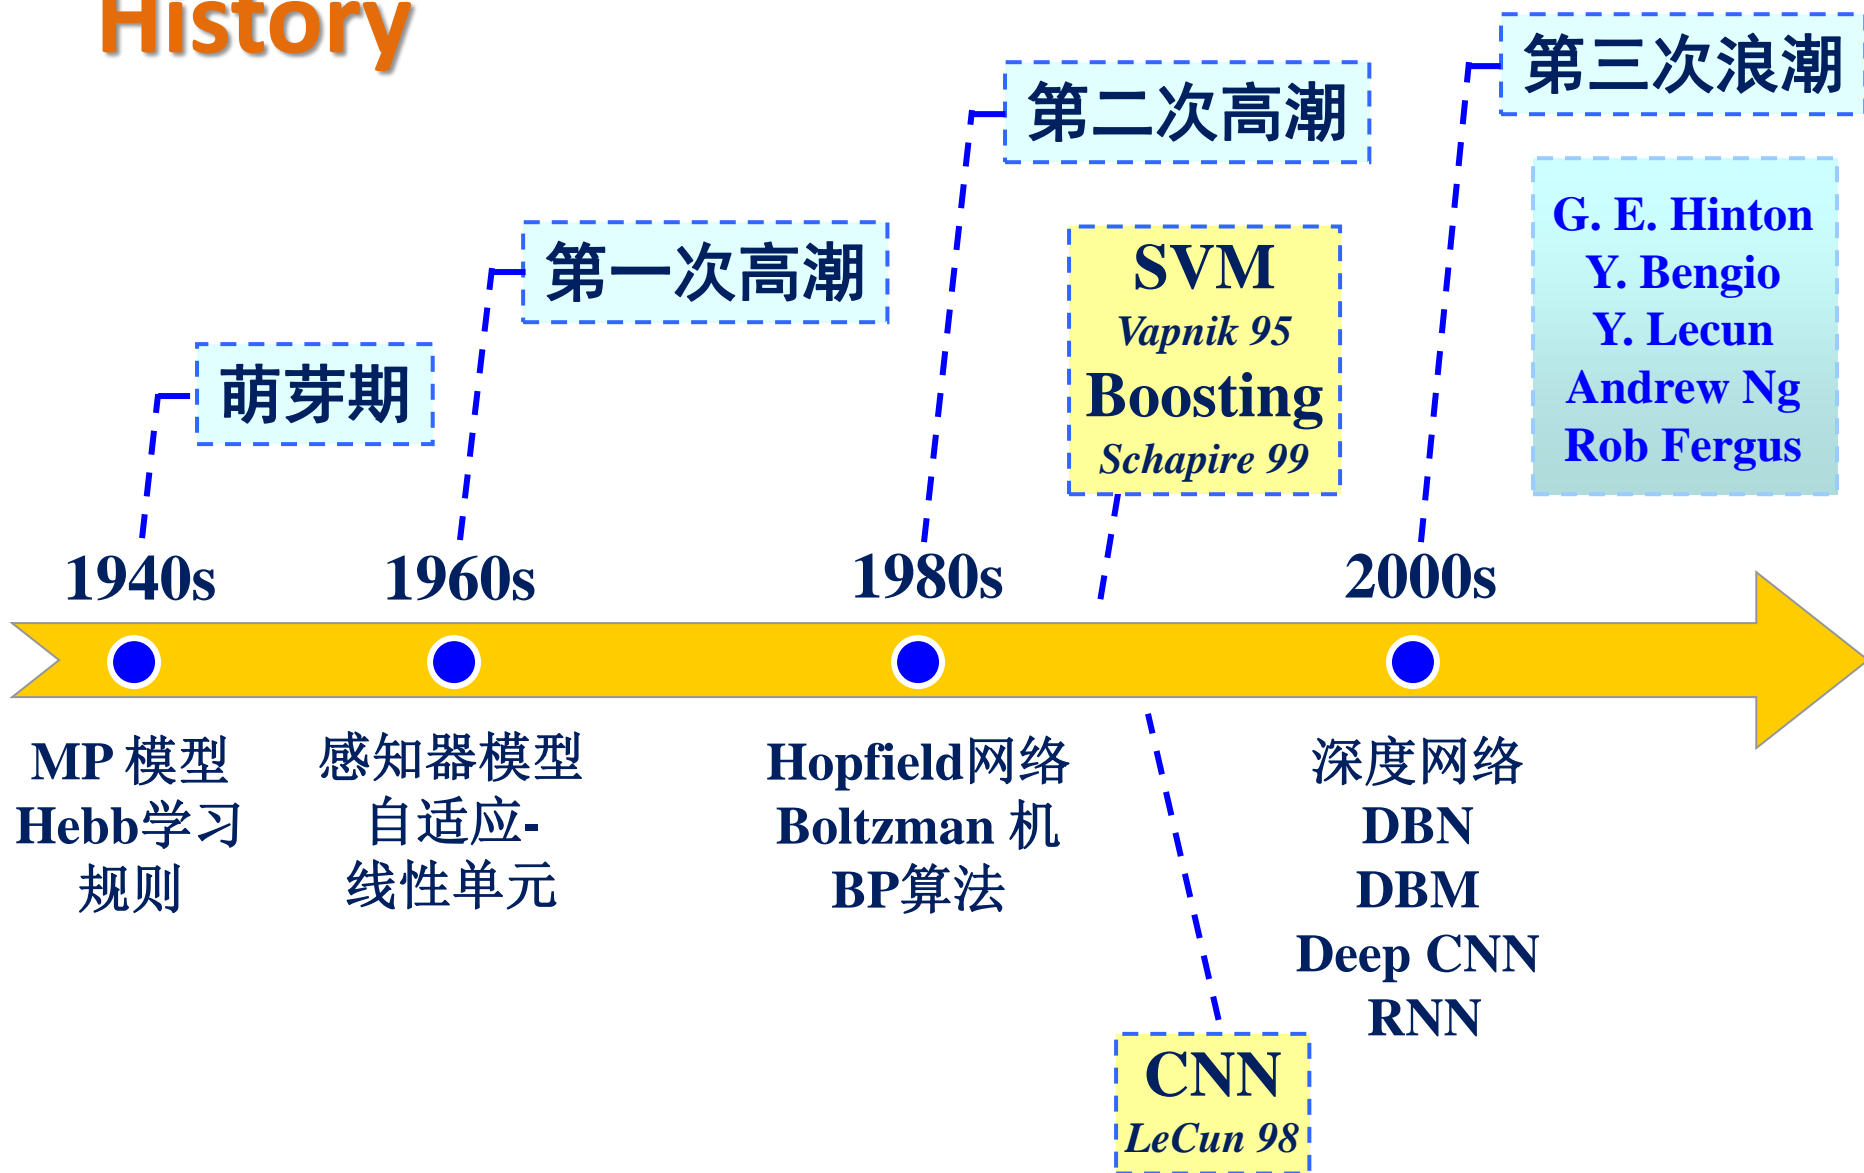 History
第三次浪潮
第二次高潮
第一次高潮
萌芽期
G. E. Hinton
Y. Bengio
Y. Lecun
Andrew Ng
Rob Fergus
SVM
Vapnik 95
Boosting
Schapire 99
1940s
1960s
1980s
2000s
MP 模型
Hebb学习
规则
感知器模型
自适应-
线性单元
Hopfield网络
Boltzman 机
BP算法
深度网络
DBN
DBM
Deep CNN
RNN
CNN
LeCun 98